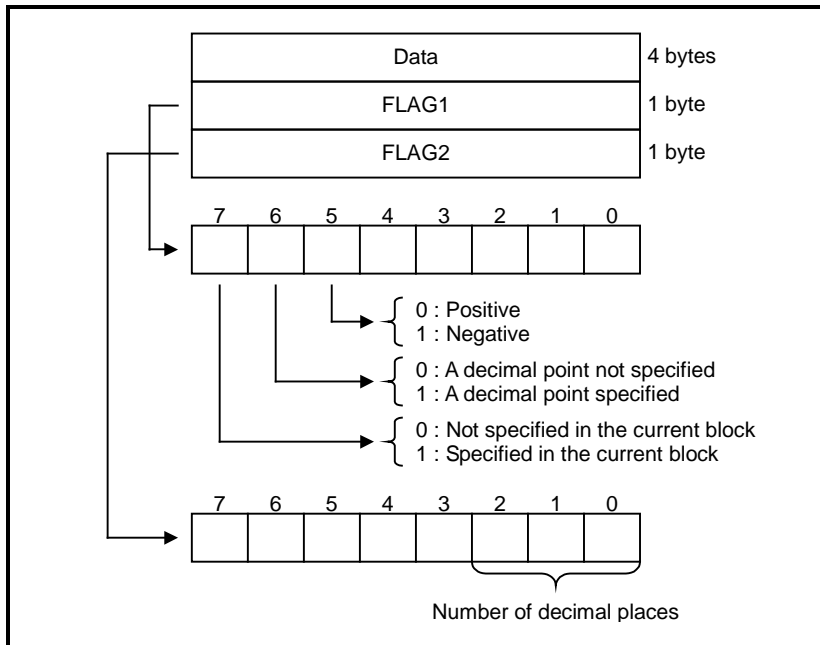 Data 4 bytes
FLAG1 1 byte
FLAG2 1 byte
7 6 5 4 3 2 1 0
0 : Positive
1 : Negative
0 : A decimal point not specified
1 : A decimal point specified
0 : Not specified in the current block
1 : Specified in the current block
7 6 5 4 3 2 1 0
Number of decimal places